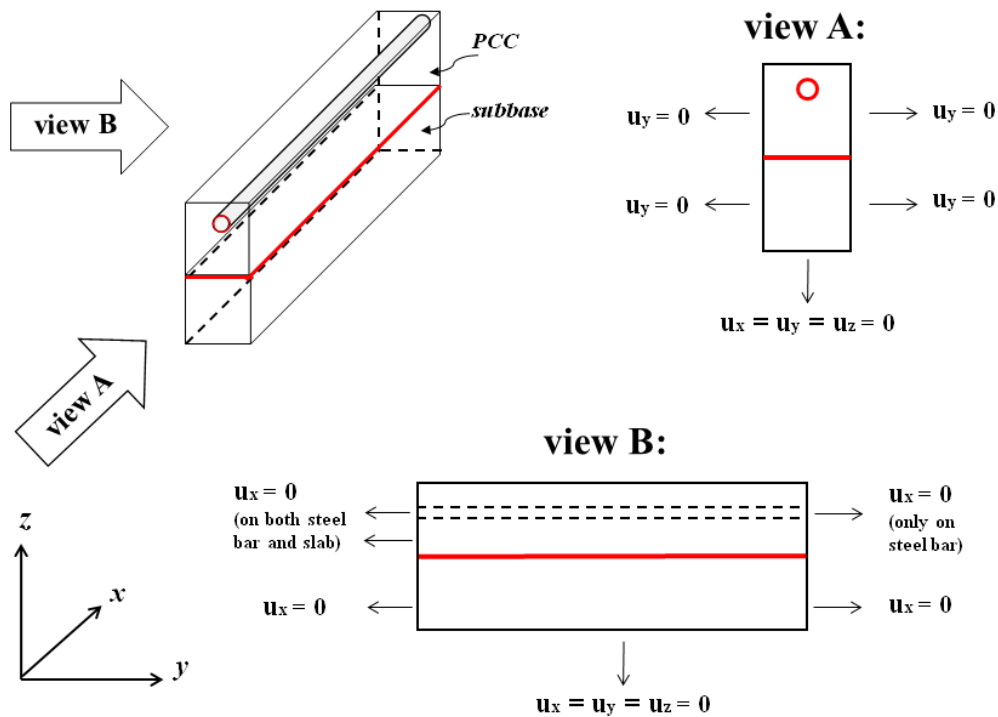 view A:
PCC
subbase
view B
uy = 0
uy = 0
uy = 0
uy = 0
ux = uy = uz = 0
view A
view B:
ux = 0
(on both steel
bar and slab)
ux = 0
(only on
steel bar)
ux = 0
ux = 0
ux = uy = uz = 0
z
x
y